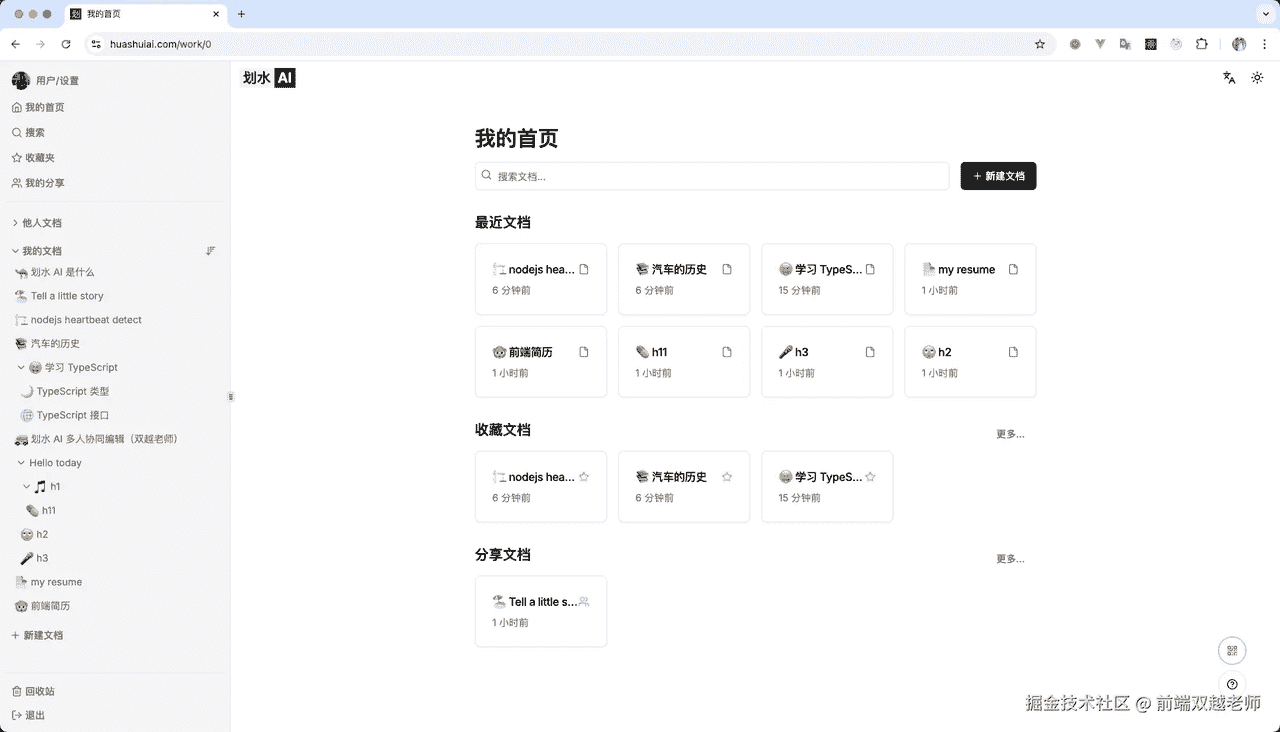 划 我的首页
huashuiai.com/work/0
用户/设置
我的首页
搜索
收藏夹
我的分享
他人文档
我的文档
划水 AI 是什么
Tell a little story
nodejs heartbeat detect
汽车的历史
学习 TypeScript
TypeScript 类型
TypeScript 接口
划水 AI 多人协同编辑（双越老师）
Hello today
h1
h11
h2
h3
my resume
前端简历
新建文档
回收站
退出
划水 AI
我的首页
搜索文档...
新建文档
最近文档
nodejs hea...
6 分钟前
汽车的历史
6 分钟前
学习 TypeS...
15 分钟前
my resume
1 小时前
前端简历
1 小时前
h11
1 小时前
h3
1 小时前
h2
1 小时前
收藏文档
更多...
nodejs hea...
6 分钟前
汽车的历史
6 分钟前
学习 TypeS...
15 分钟前
分享文档
更多...
Tell a little s...
1 小时前
掘金技术社区 @ 前端双越老师